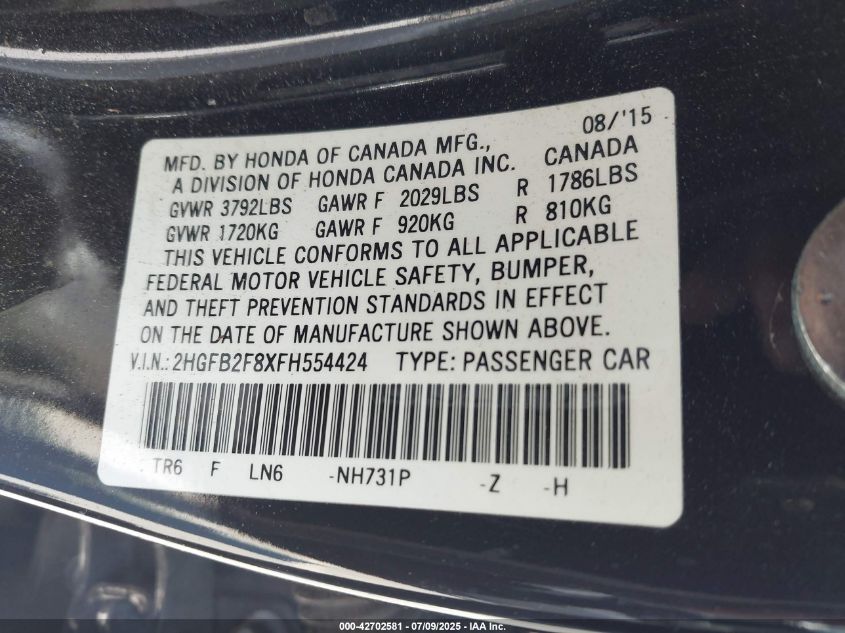 08/'15
MFD. BY HONDA OF CANADA MFG., CANADA
A DIVISION OF HONDA CANADA INC.
GVWR 3792LBS GAWR F 2029LBS R 1786LBS
GVWR 1720KG GAWR F 920KG R 810KG
THIS VEHICLE CONFORMS TO ALL APPLICABLE
FEDERAL MOTOR VEHICLE SAFETY, BUMPER,
AND THEFT PREVENTION STANDARDS IN EFFECT
ON THE DATE OF MANUFACTURE SHOWN ABOVE.
V.I.N.: 2HGFB2F8XFH554424 TYPE: PASSENGER CAR
TR6 F LN6 -NH731P -Z -H
000-42702581 - 07/09/2025 - IAA Inc.